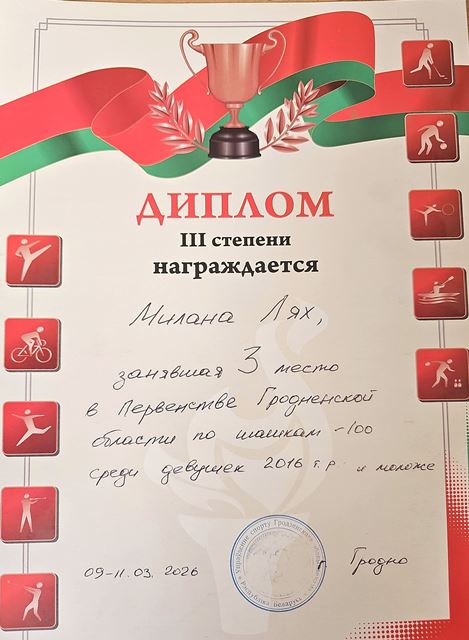 ДИПЛОМ
III степени
награждается
Милана Лях,
занявшая 3 место
в Первенстве Гродненской
области по шашкам -100
среди девушек 2016 г.р. и моложе
09-11.03.2026
г. Гродно